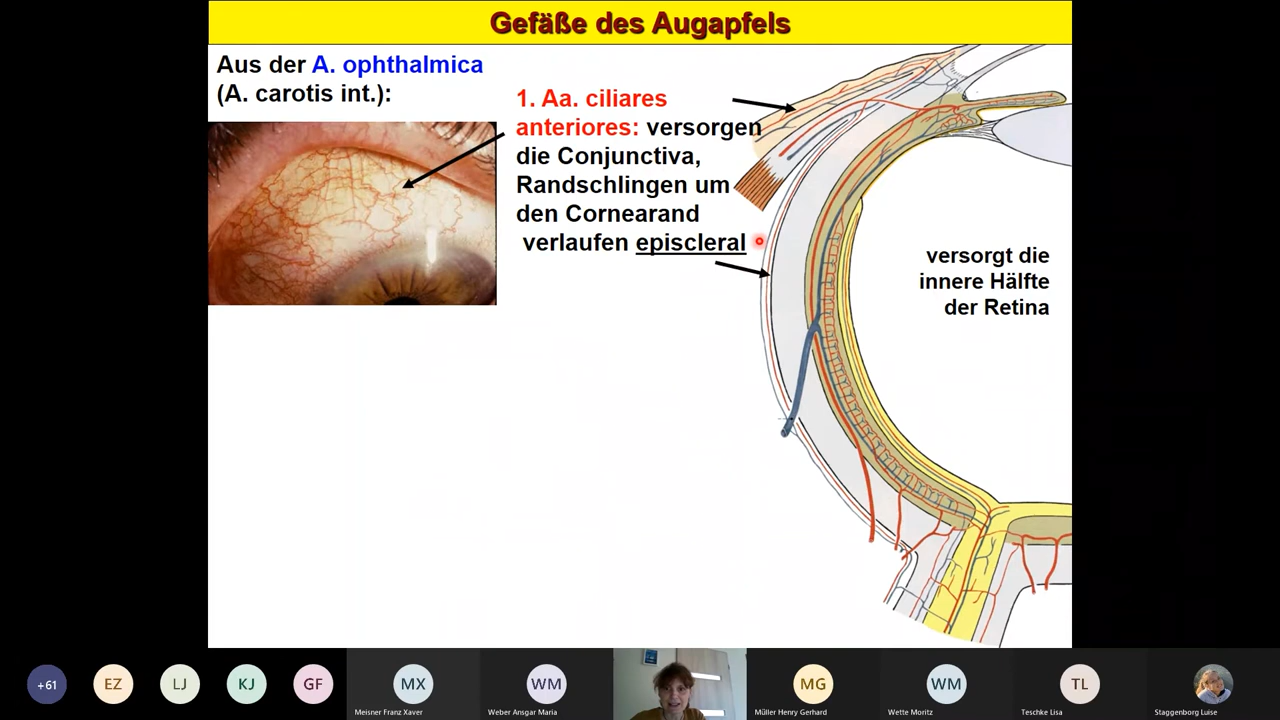 Gefäße des Augapfels
Aus der A. ophthalmica
(A. carotis int.):
1. Aa. ciliares
anteriores: versorgen
die Conjunctiva,
Randschlingen um
den Cornearand
verlaufen episcleral
versorgt die
innere Hälfte
der Retina
+61
EZ
LJ
KJ
GF
MX
Meisner Franz Xaver
WM
Weber Ansgar Maria
MG
Müller Henry Gerhard
WM
Wette Moritz
TL
Teschke Lisa
Staggenborg Luise